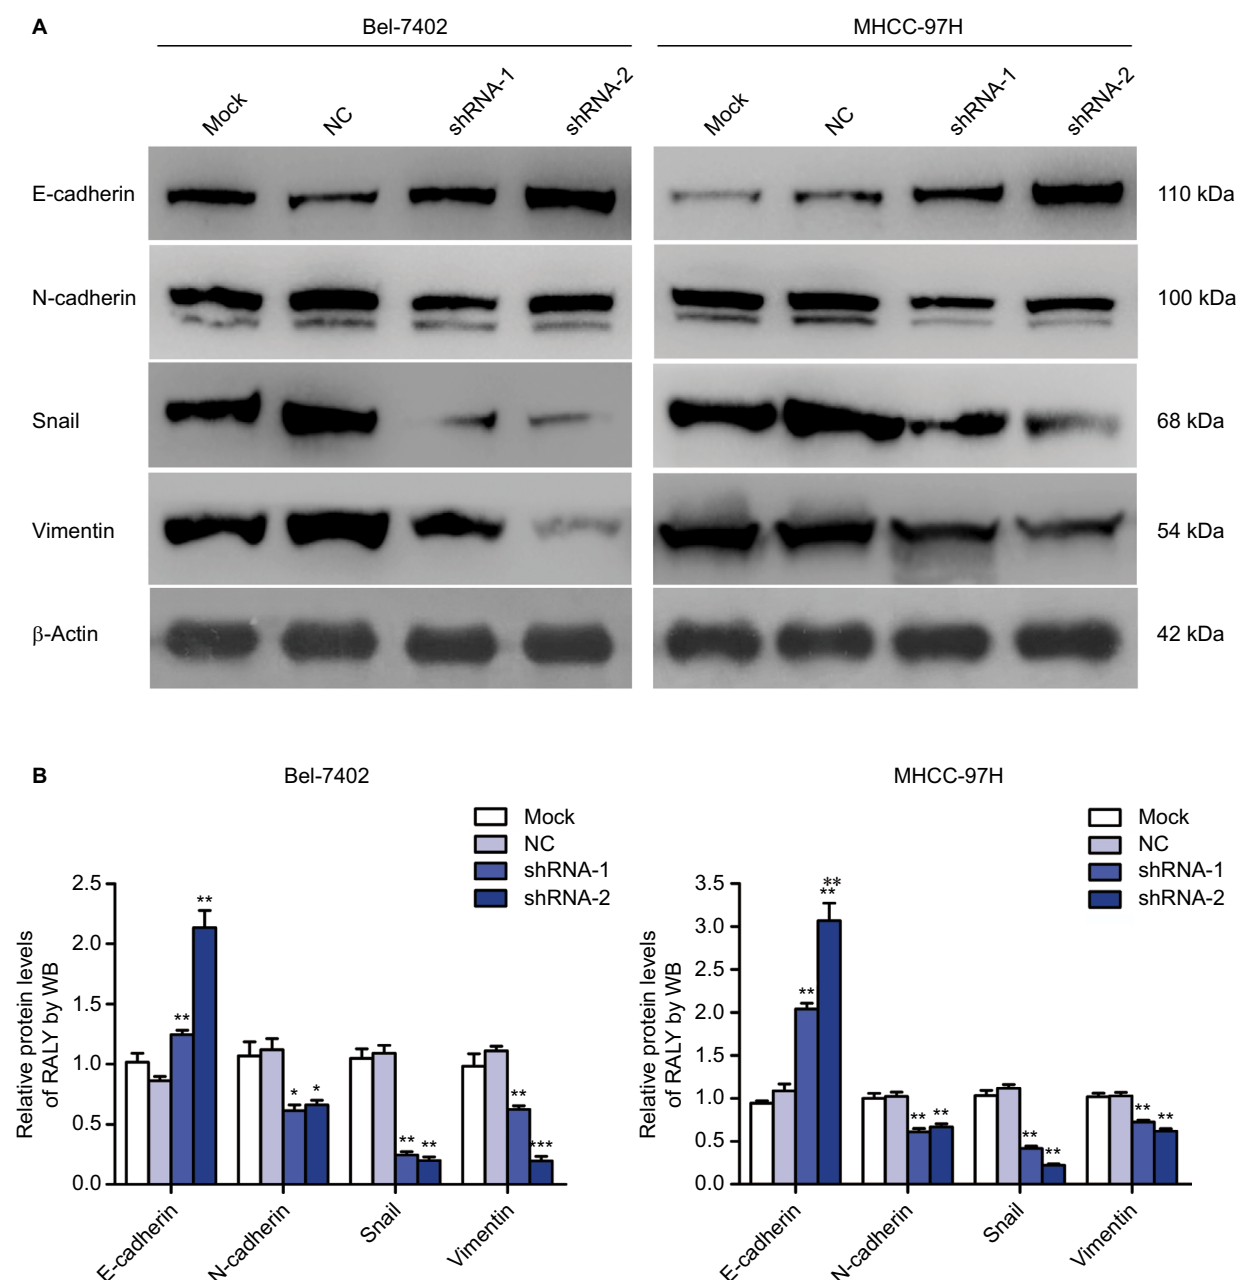 A
Bel-7402
MHCC-97H
Mock
NC
shRNA-1
shRNA-2
Mock
NC
shRNA-1
shRNA-2
E-cadherin
110 kDa
N-cadherin
100 kDa
Snail
68 kDa
Vimentin
54 kDa
β-Actin
42 kDa
B
Bel-7402
Mock
NC
shRNA-1
shRNA-2
Relative protein levels
of RALY by WB
2.5
2.0
1.5
1.0
0.5
0.0
**
**
*
*
**
**
**
***
E-cadherin
N-cadherin
Snail
Vimentin
MHCC-97H
Mock
NC
shRNA-1
shRNA-2
Relative protein levels
of RALY by WB
3.5
3.0
2.5
2.0
1.5
1.0
0.5
0.0
**
**
**
**
**
**
**
**
**
E-cadherin
N-cadherin
Snail
Vimentin